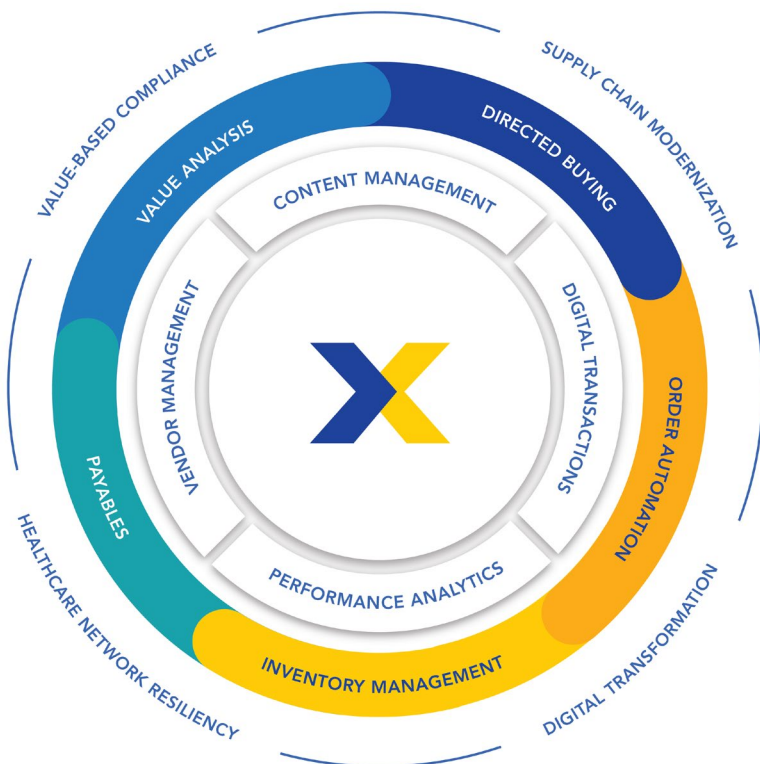 VALUE-BASED COMPLIANCE
SUPPLY CHAIN MODERNIZATION
VALUE ANALYSIS
DIRECTED BUYING
CONTENT MANAGEMENT
VENDOR MANAGEMENT
DIGITAL TRANSACTIONS
ORDER AUTOMATION
PAYABLES
PERFORMANCE ANALYTICS
INVENTORY MANAGEMENT
HEALTHCARE NETWORK RESILIENCY
DIGITAL TRANSFORMATION